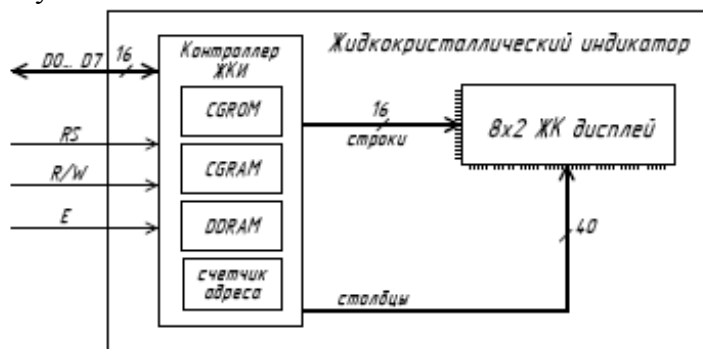 Жидкокристаллический индикатор
D0... D7
16
Контроллер
ЖКИ
CGROM
16
строки
8x2 ЖК дисплей
RS
CGRAM
R/W
E
DDRAM
40
счетчик
адреса
столбцы